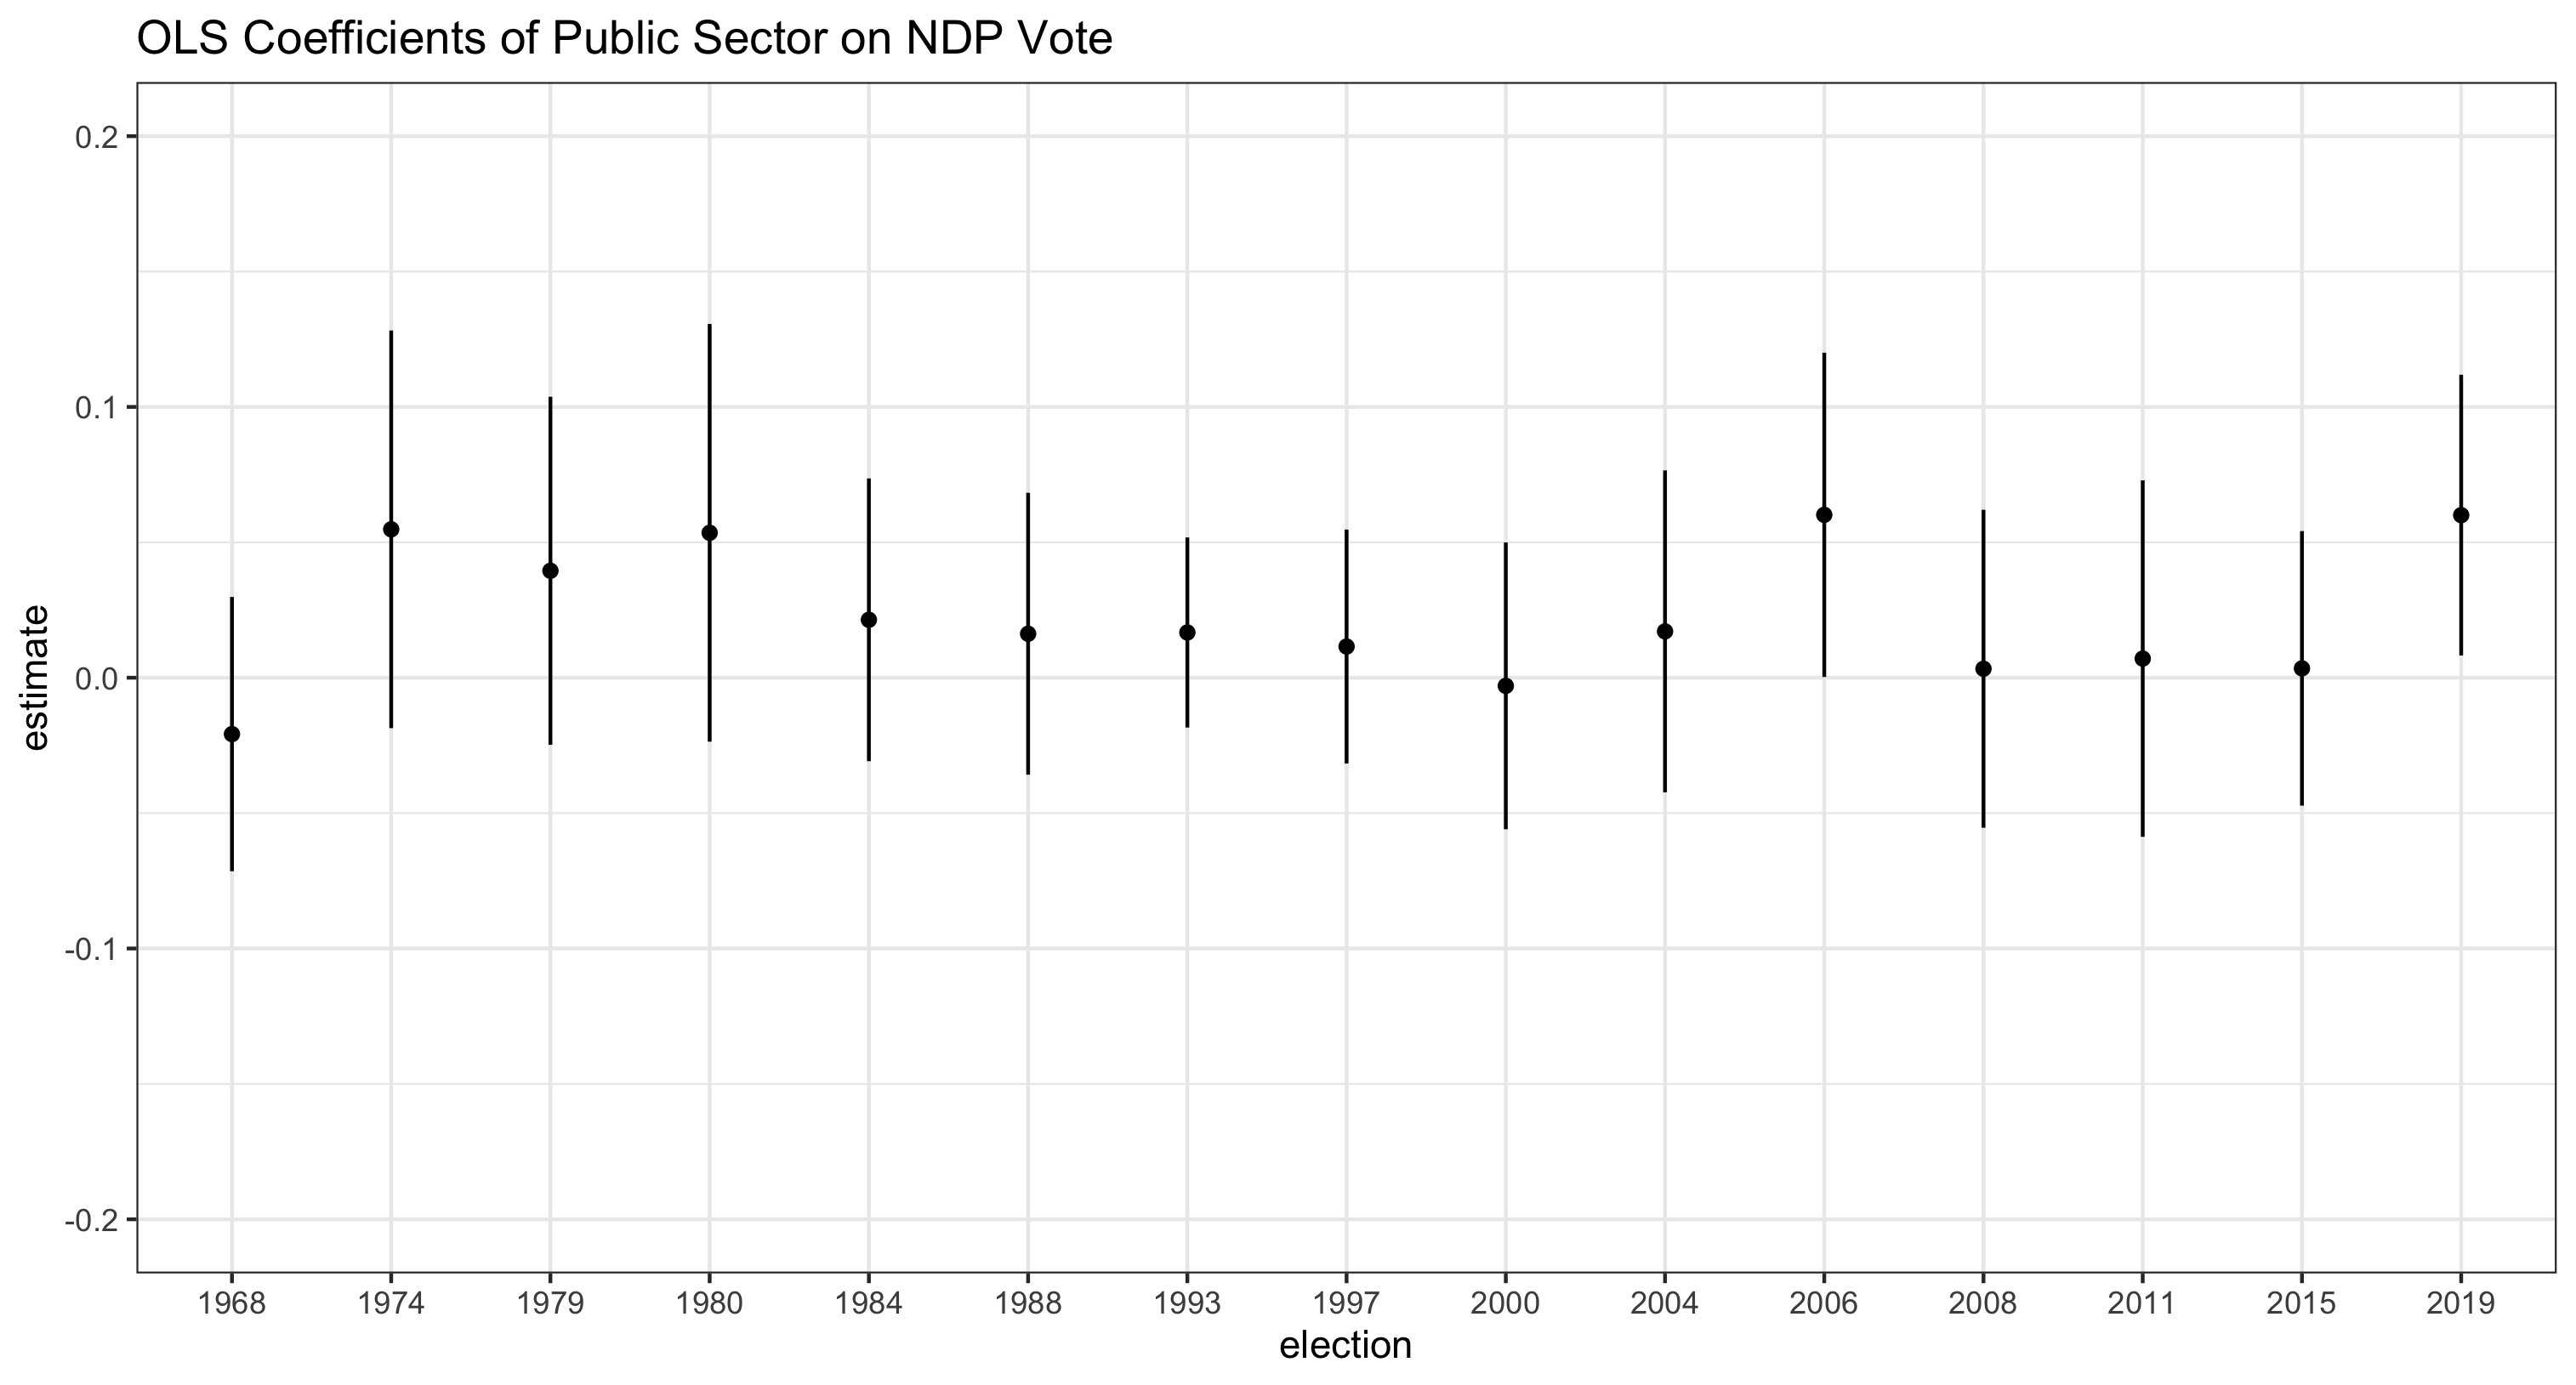 OLS Coefficients of Public Sector on NDP Vote
0.2
0.1
0.0
-0.1
-0.2
estimate
1968 1974 1979 1980 1984 1988 1993 1997 2000 2004 2006 2008 2011 2015 2019
election